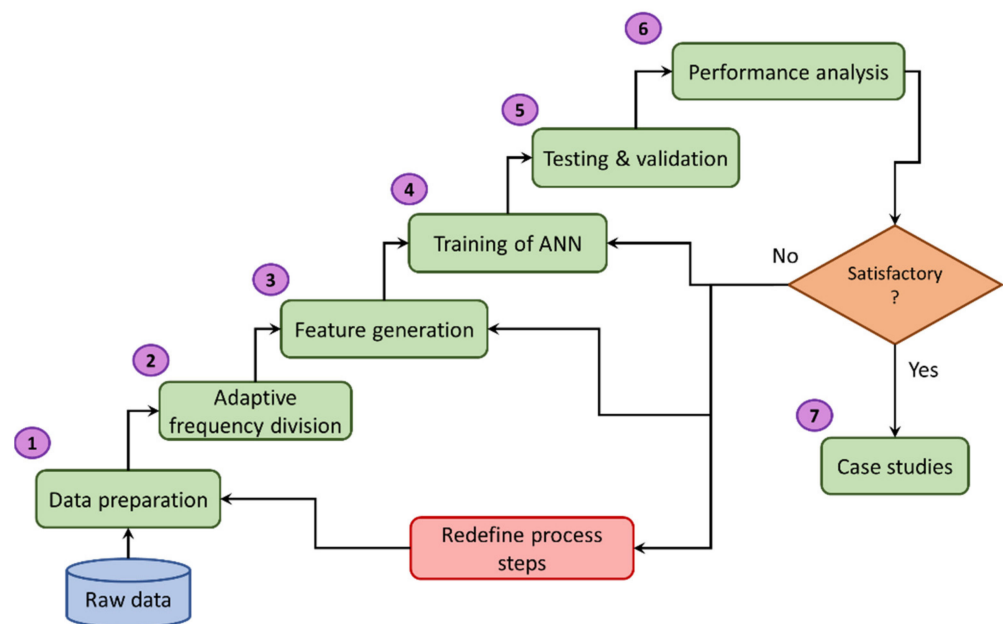 6
Performance analysis
5
Testing & validation
4
Training of ANN
No
Satisfactory
?
3
Feature generation
2
Adaptive
frequency division
Yes
7
Case studies
1
Data preparation
Redefine process
steps
Raw data